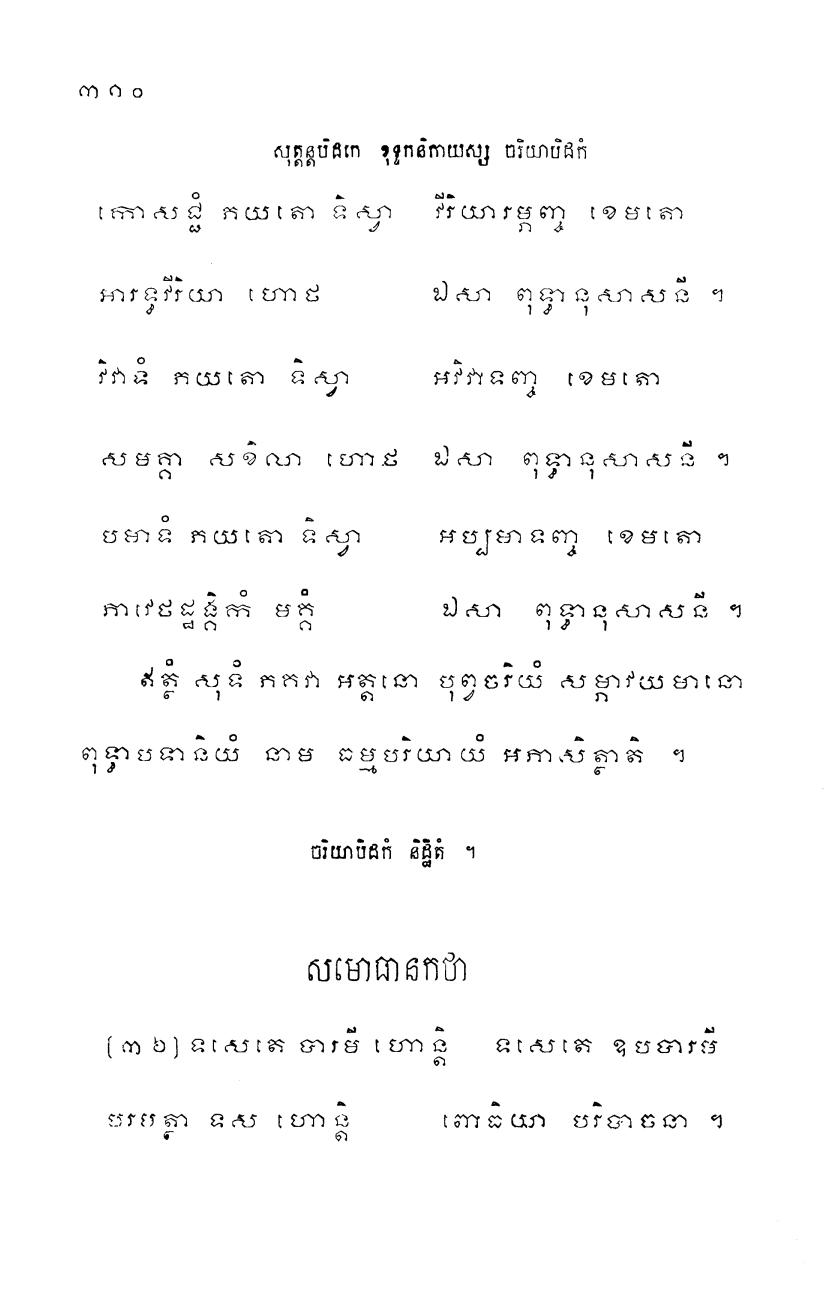 ៣១០
សុត្តន្តបិដកេ ខុទ្ទកនិកាយស្ស ចរិយាបិដកំ
កោសជ្ជំ ភយតោ ទិស្វា វីរិយារម្ភញ្ច ខេមតោ
អារទ្ធវីរិយា ហោថ ឯសា ពុទ្ធានុសាសនី ។
វិវាទំ ភយតោ ទិស្វា អវិវាទញ្ច ខេមតោ
សមគ្គា សខិលា ហោថ ឯសា ពុទ្ធានុសាសនី ។
បមាទំ ភយតោ ទិស្វា អប្បមាទញ្ច ខេមតោ
ភាវេថដ្ឋង្គិកំ មគ្គំ ឯសា ពុទ្ធានុសាសនី ។
ឥត្ថំ សុទំ ភគវា អត្តនោ បុព្វចរិយំ សម្ភាវយមានោ
ពុទ្ធាបទានិយំ នាម ធម្មបរិយាយំ អភាសិត្ថាតិ ។
ចរិយាបិដកំ និដ្ឋិតំ ។
សមោធានកថា
[៣៦] ទសេតេ បារមី ហោន្តិ ទសេតេ ឧបបារមី
បរមត្ថា ទស ហោន្តិ ពោធិយា បរិបាចនា ។